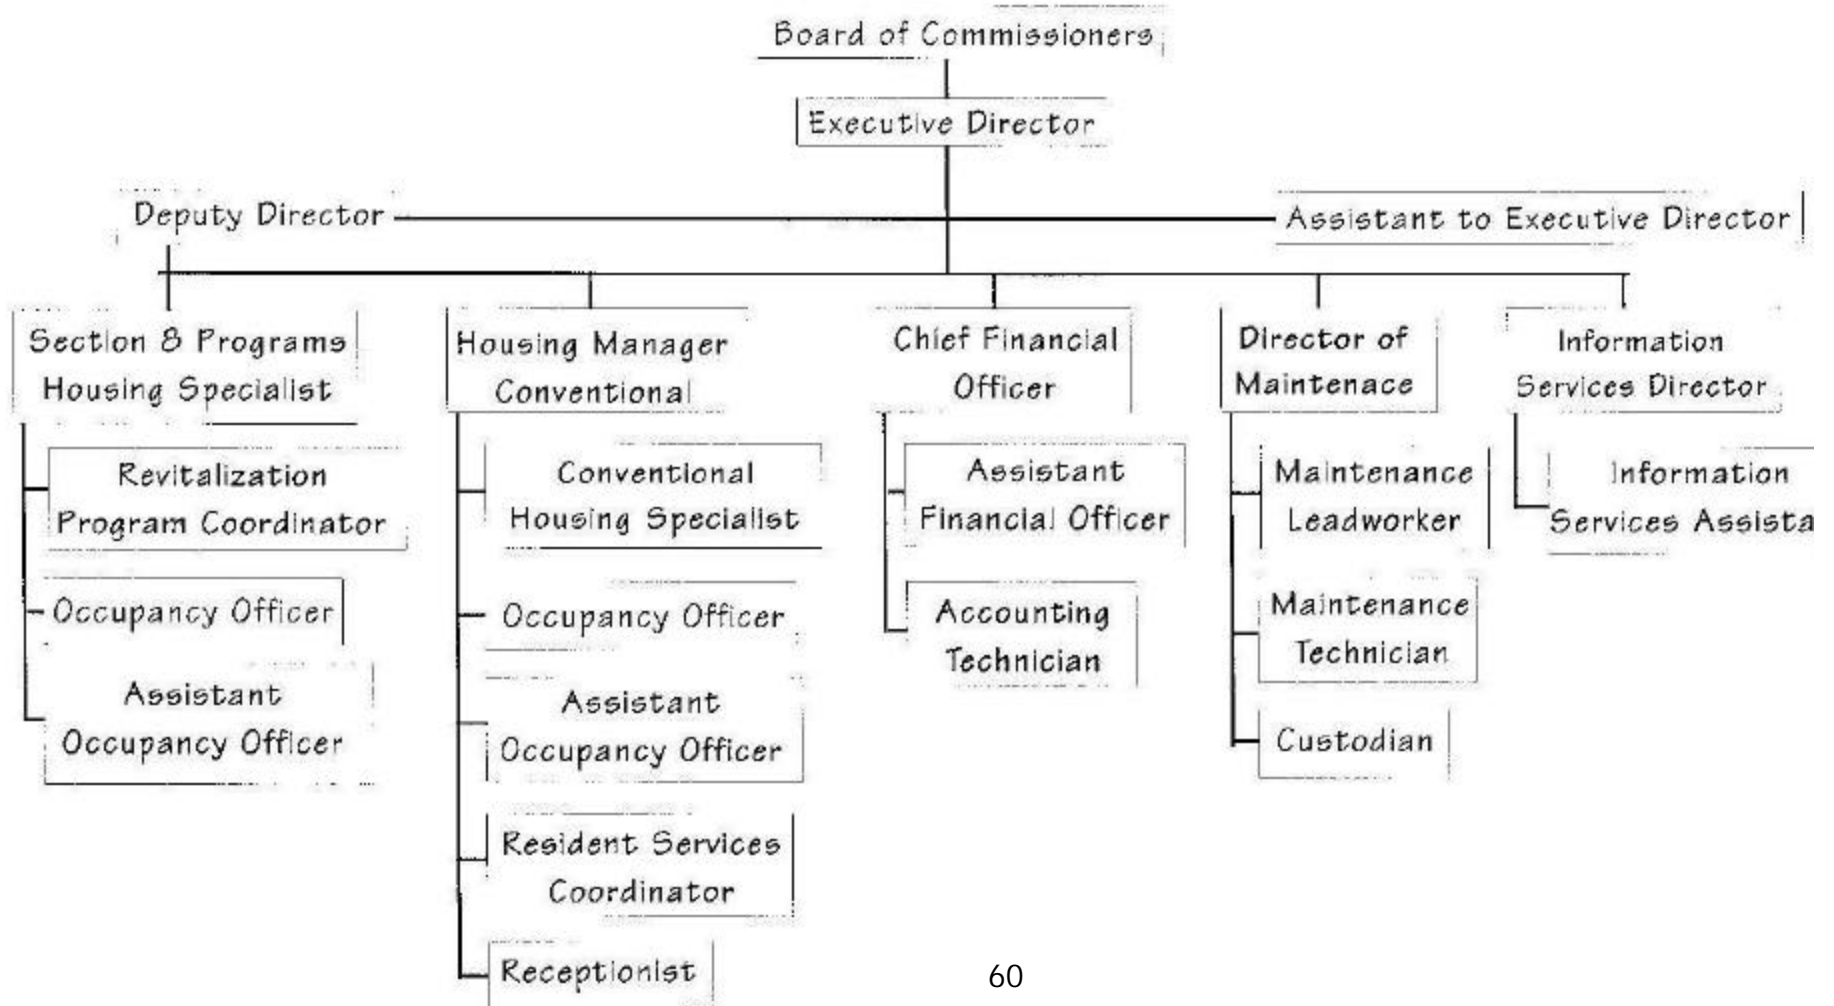 Board of Commissioners
Executive Director
Deputy Director
Assistant to Executive Director
Section 8 Programs
Housing Specialist
Revitalization
Program Coordinator
Occupancy Officer
Assistant
Occupancy Officer
Housing Manager
Conventional
Conventional
Housing Specialist
Occupancy Officer
Assistant
Occupancy Officer
Resident Services
Coordinator
Receptionist
Chief Financial
Officer
Assistant
Financial Officer
Accounting
Technician
Director of
Maintenace
Maintenance
Leadworker
Maintenance
Technician
Custodian
Information
Services Director
Information
Services Assista
60